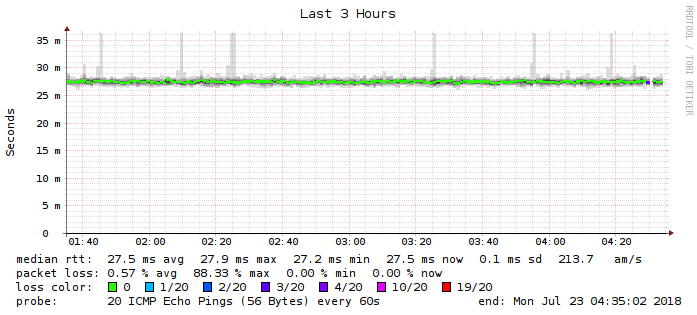 Last 3 Hours
RRDTOOL / TOBI OETIKER
Seconds
35 m
30 m
25 m
20 m
15 m
10 m
5 m
0
01:40 02:00 02:20 02:40 03:00 03:20 03:40 04:00 04:20
median rtt: 27.5 ms avg 27.9 ms max 27.2 ms min 27.5 ms now 0.1 ms sd 213.7 am/s
packet loss: 0.57 % avg 88.33 % max 0.00 % min 0.00 % now
loss color: 0 1/20 2/20 3/20 4/20 10/20 19/20
probe: 20 ICMP Echo Pings (56 Bytes) every 60s end: Mon Jul 23 04:35:02 2018